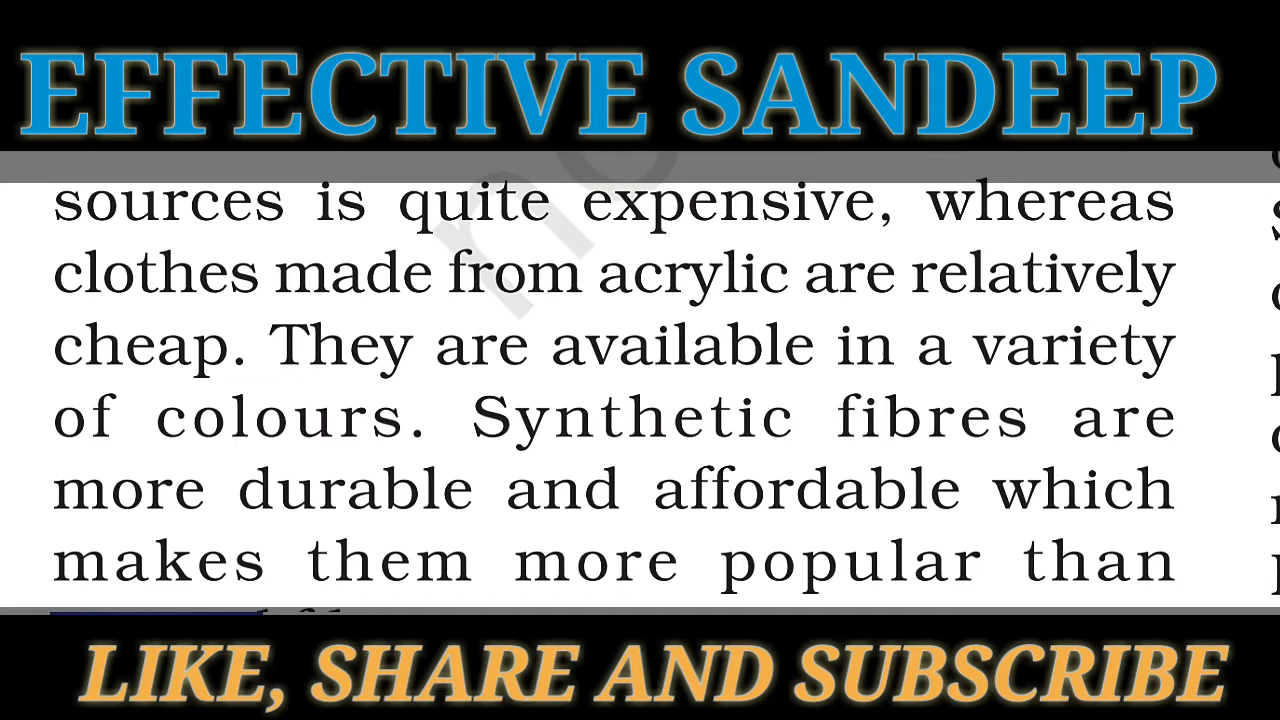 EFFECTIVE SANDEEP
sources is quite expensive, whereas
clothes made from acrylic are relatively
cheap. They are available in a variety
of colours. Synthetic fibres are
more durable and affordable which
makes them more popular than
LIKE, SHARE AND SUBSCRIBE